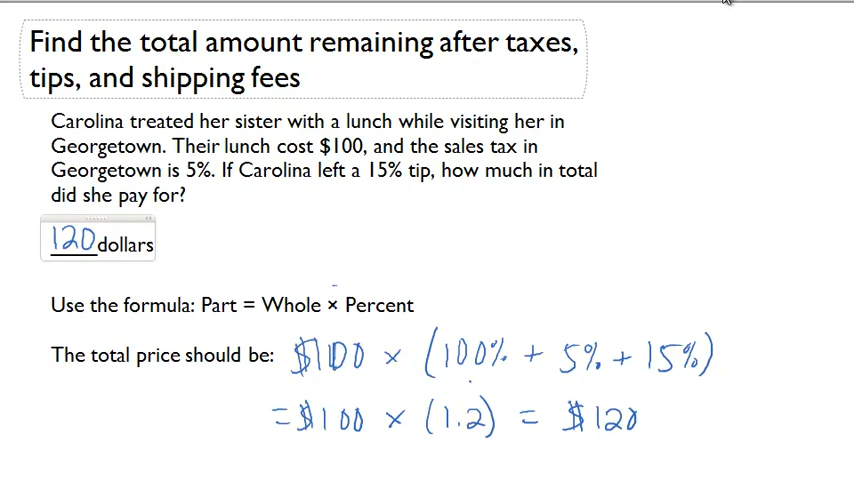 Find the total amount remaining after taxes,
tips, and shipping fees
Carolina treated her sister with a lunch while visiting her in
Georgetown. Their lunch cost $100, and the sales tax in
Georgetown is 5%. If Carolina left a 15% tip, how much in total
did she pay for?
120 dollars
Use the formula: Part = Whole × Percent
The total price should be: $100 × (100% + 5% + 15%)
= $100 × (1.2) = $120